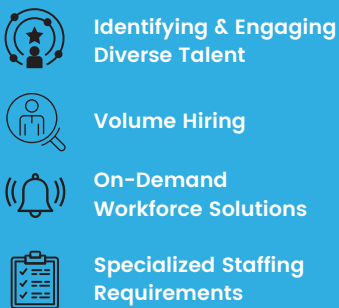 Identifying & Engaging
Diverse Talent
Volume Hiring
On-Demand
Workforce Solutions
Specialized Staffing
Requirements